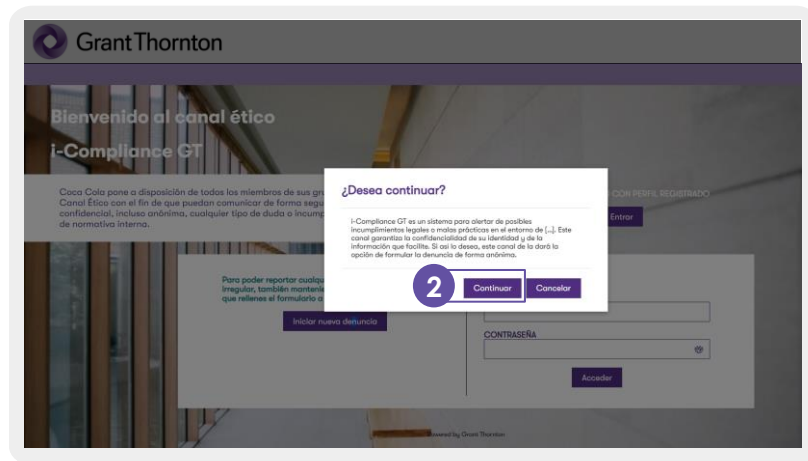 Grant Thornton
Bienvenido al canal ético
i-Compliance GT
Coca Cola pone a disposición de todos los miembros de sus gru
Canal Ético con el fin de que puedan comunicar de forma segu
confidencial, incluso anónima, cualquier tipo de duda o incump
de normativa interna.
CON PERFIL REGISTRADO
Entrar
¿Desea continuar?
i-Compliance GT es un sistema para alertar de posibles
incumplimientos legales o malas prácticas en el entorno de [...]. Este
canal garantiza la confidencialidad de su identidad y de la
información que facilite. Si así lo desea, este canal de la dará la
opción de formular la denuncia de forma anónima.
2
Continuar
Cancelar
Para poder reportar cualqu
irregular, también manteni
que rellenes el formulario a
Iniciar nueva denuncia
CONTRASEÑA
Acceder
Powered by Grant Thornton